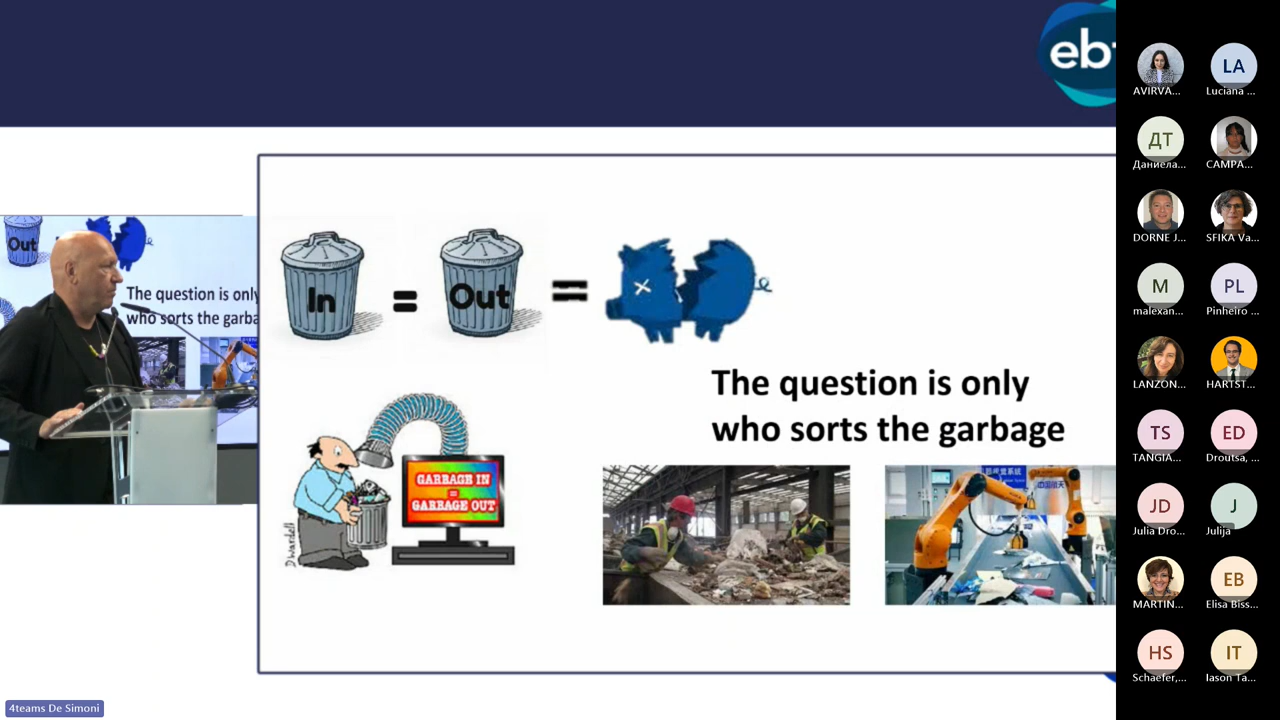 eb
In
=
Out
=
The question is only
who sorts the garbage
GARBAGE IN
=
GARBAGE OUT
Dwardell
Out
The question is only
who sorts the garba
4teams De Simoni
AVIRVA...
LA
Luciana ...
ДТ
Даниела...
CAMPA...
DORNE J...
SFIKA Va...
M
malexan...
PL
Pinheiro ...
LANZON...
HARTST...
TS
TANGIA...
ED
Droutsa, ...
JD
Julia Dro...
J
Julija
MARTIN...
EB
Elisa Biss...
HS
Schaefer,...
IT
Iason Ta...